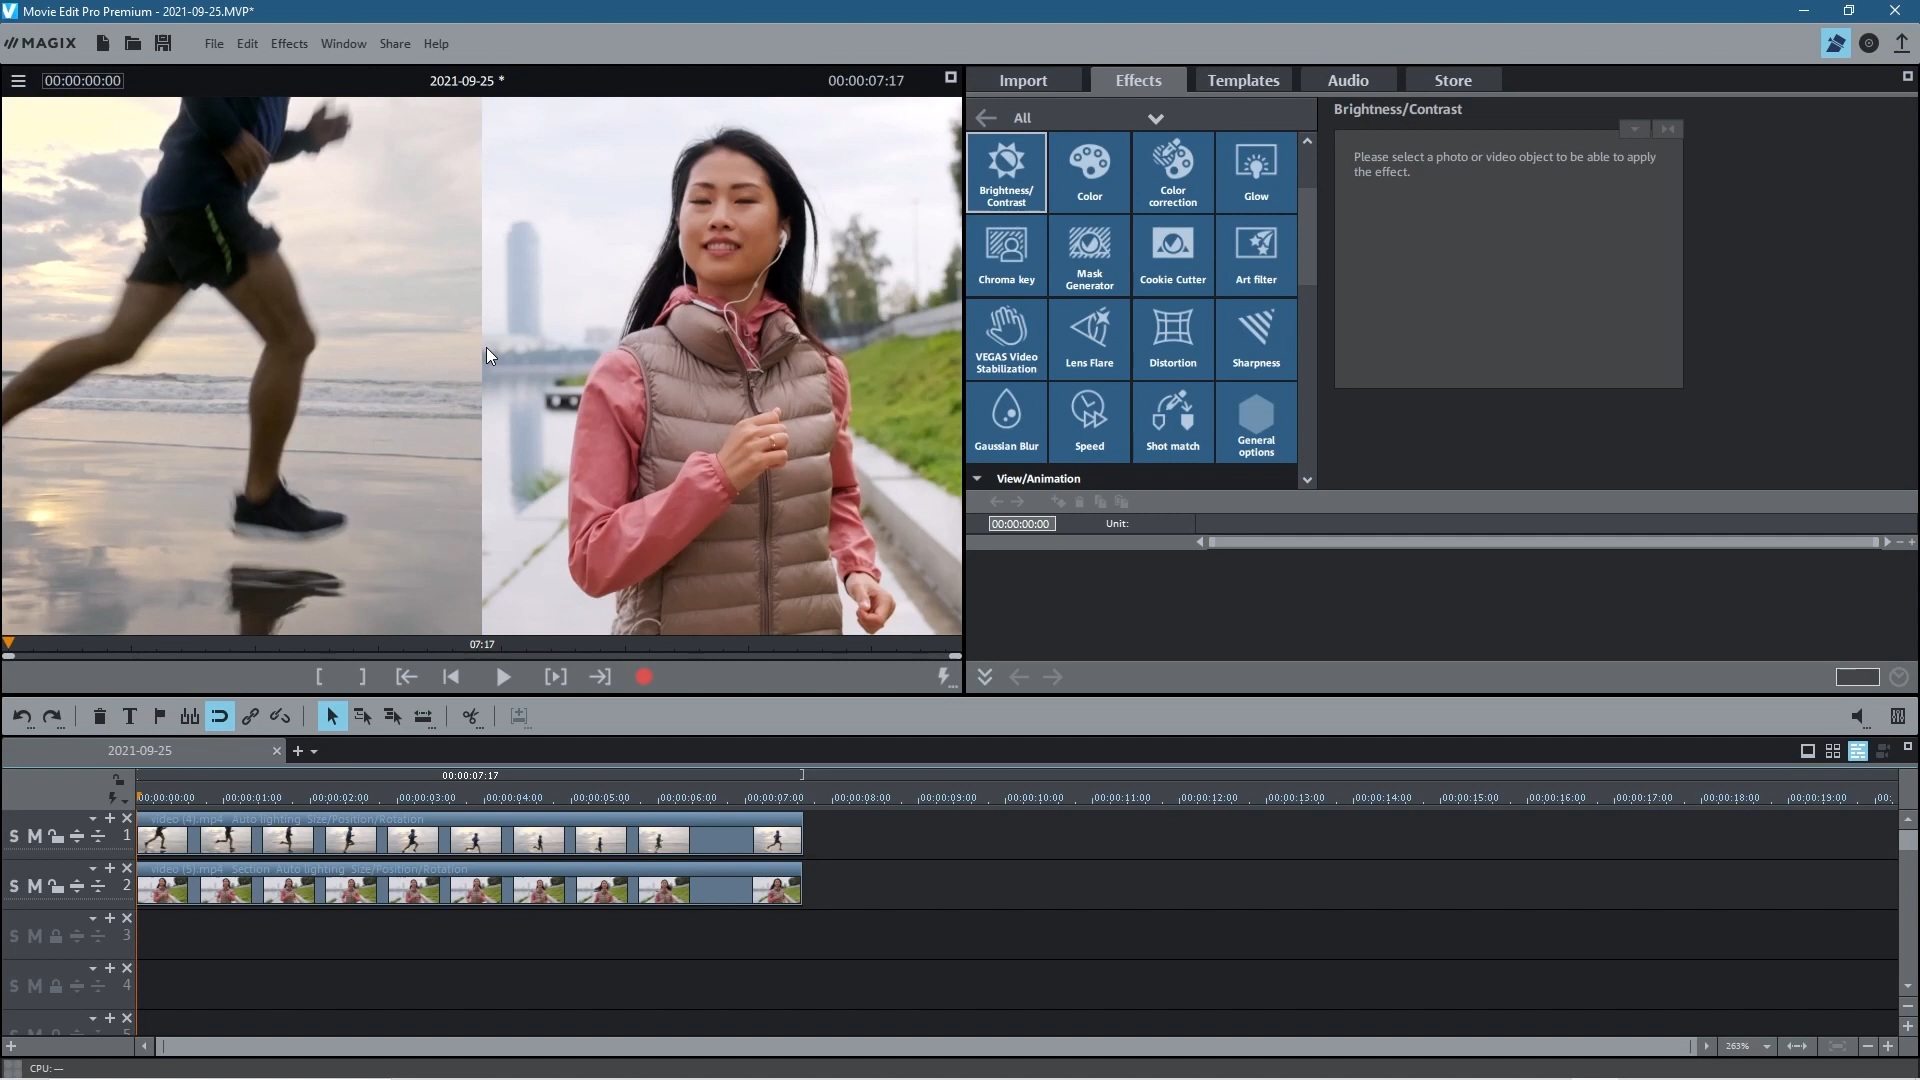 Movie Edit Pro Premium - 2021-09-25.MVP*
MAGIX
File Edit Effects Window Share Help
00:00:00:00
2021-09-25 *
00:00:07:17
Import Effects Templates Audio Store
All
Brightness/Contrast
Please select a photo or video object to be able to apply
the effect.
Brightness/
Contrast
Color
Color
correction
Glow
Chroma key
Mask
Generator
Cookie Cutter
Art filter
VEGAS Video
Stabilization
Lens Flare
Distortion
Sharpness
Gaussian Blur
Speed
Shot match
General
options
View/Animation
00:00:00:00
Unit:
07:17
2021-09-25
00:00:07:17
00:00:00:00 00:00:01:00 00:00:02:00 00:00:03:00 00:00:04:00 00:00:05:00 00:00:06:00 00:00:07:00 00:00:08:00 00:00:09:00 00:00:10:00 00:00:11:00 00:00:12:00 00:00:13:00 00:00:14:00 00:00:15:00 00:00:16:00 00:00:17:00 00:00:18:00 00:00:19:00 00:
video (4).mp4 Auto lighting Size/Position/Rotation
S M 1
video (5).mp4 Section Auto lighting Size/Position/Rotation
S M 2
S M 3
S M 4
S M 5
263%
CPU: —